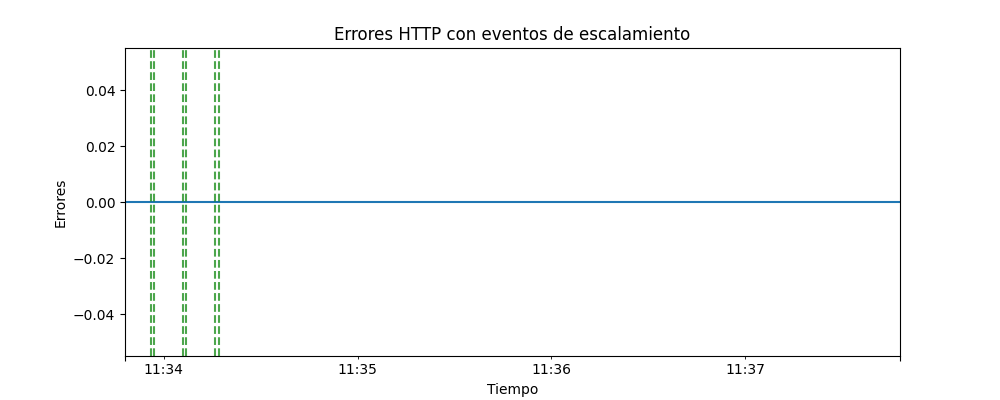 Errores HTTP con eventos de escalamiento
0.04
0.02
0.00
−0.02
−0.04
Errores
11:34 11:35 11:36 11:37
Tiempo